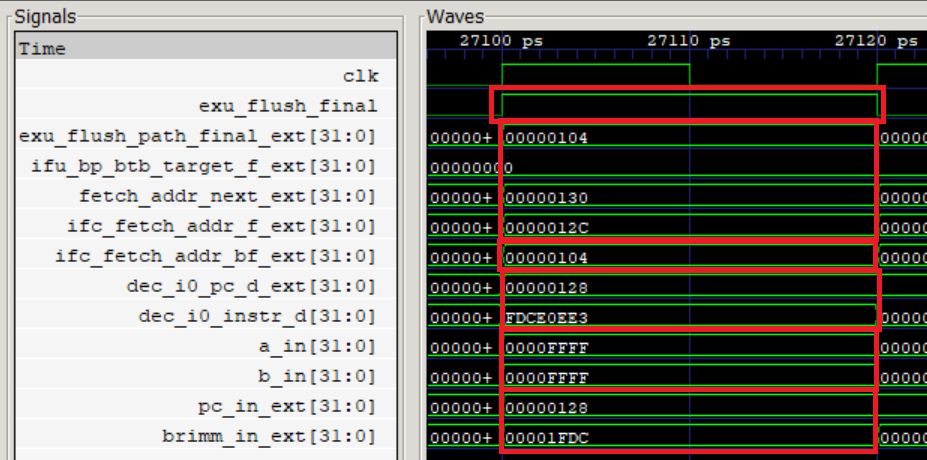 Signals
Waves
Time
27100 ps 27110 ps 27120 ps
clk
exu_flush_final
exu_flush_path_final_ext[31:0] 00000+ 00000104 00000
ifu_bp_btb_target_f_ext[31:0] 00000000
fetch_addr_next_ext[31:0] 00000+ 00000130 00000
ifc_fetch_addr_f_ext[31:0] 00000+ 0000012C 00000
ifc_fetch_addr_bf_ext[31:0] 00000+ 00000104 00000
dec_i0_pc_d_ext[31:0] 00000+ 00000128
dec_i0_instr_d[31:0] 00000+ FDCE0EE3 00000
a_in[31:0] 00000+ 0000FFFF 00000
b_in[31:0] 00000+ 0000FFFF 00000
pc_in_ext[31:0] 00000+ 00000128
brimm_in_ext[31:0] 00000+ 00001FDC 00000